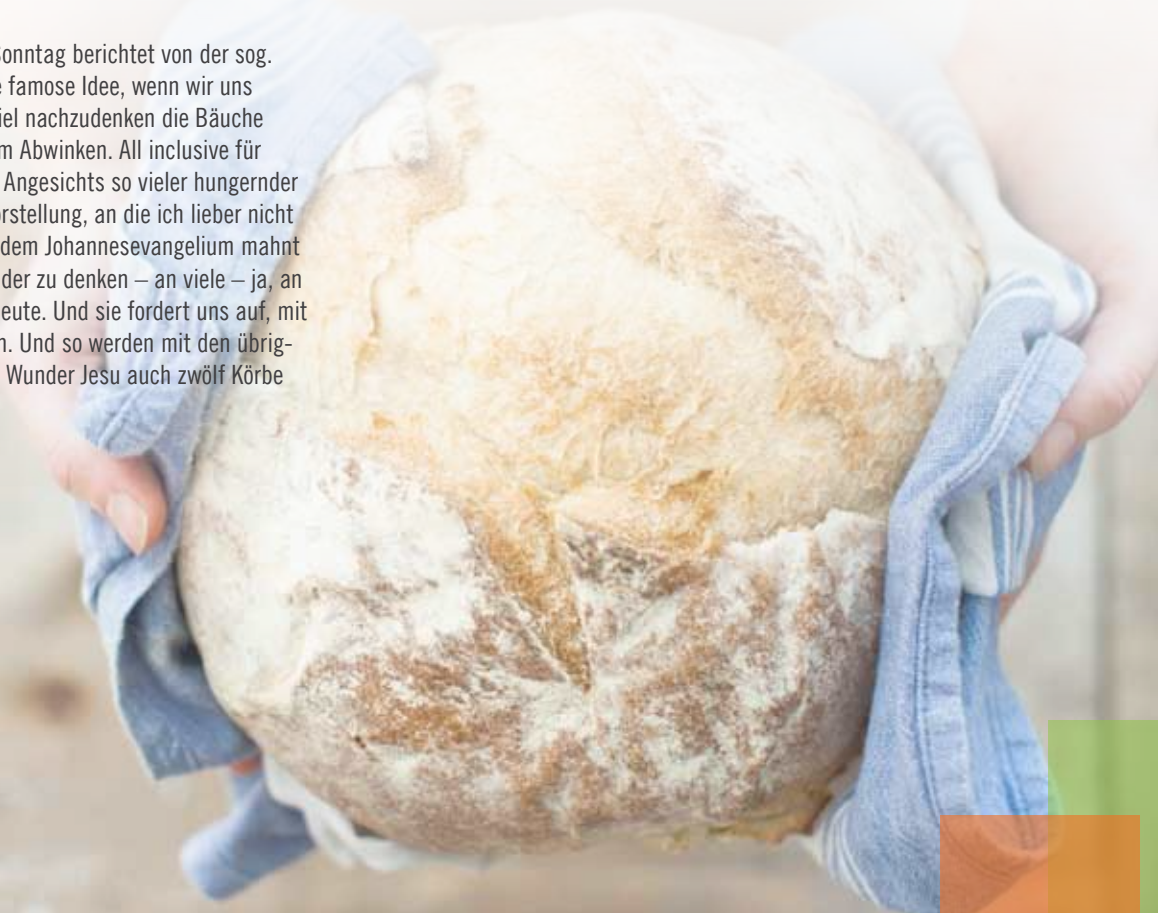 Sonntag berichtet von der sog.
e famose Idee, wenn wir uns
iel nachzudenken die Bäuche
m Abwinken. All inclusive für
Angesichts so vieler hungernder
orstellung, an die ich lieber nicht
dem Johannesevangelium mahnt
der zu denken – an viele – ja, an
eute. Und sie fordert uns auf, mit
n. Und so werden mit den übrig-
Wunder Jesu auch zwölf Körbe